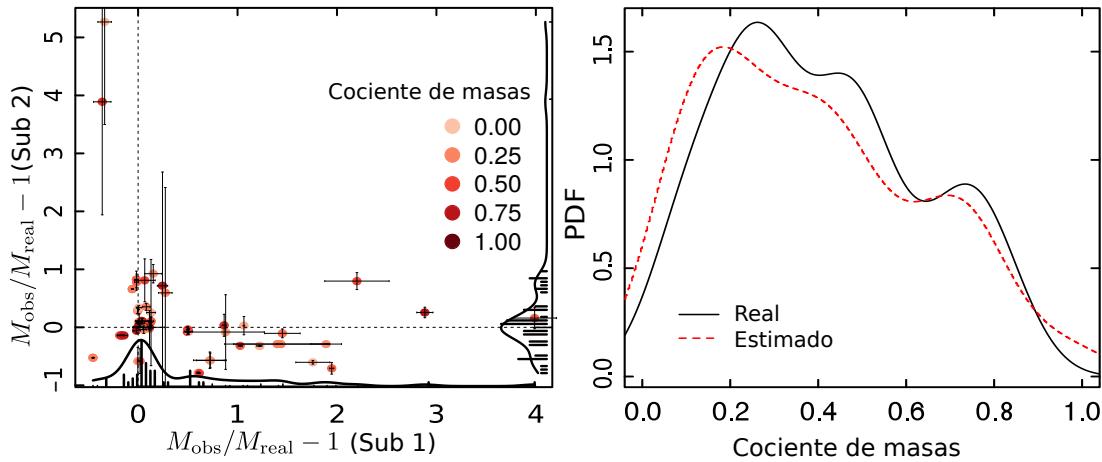 5
4
3
2
1
0
-1
M_obs/M_real − 1(Sub 2)
Cociente de masas
0.00
0.25
0.50
0.75
1.00
0 1 2 3 4
M_obs/M_real − 1 (Sub 1)
1.5
1.0
0.5
0.0
PDF
Real
Estimado
0.0 0.2 0.4 0.6 0.8 1.0
Cociente de masas